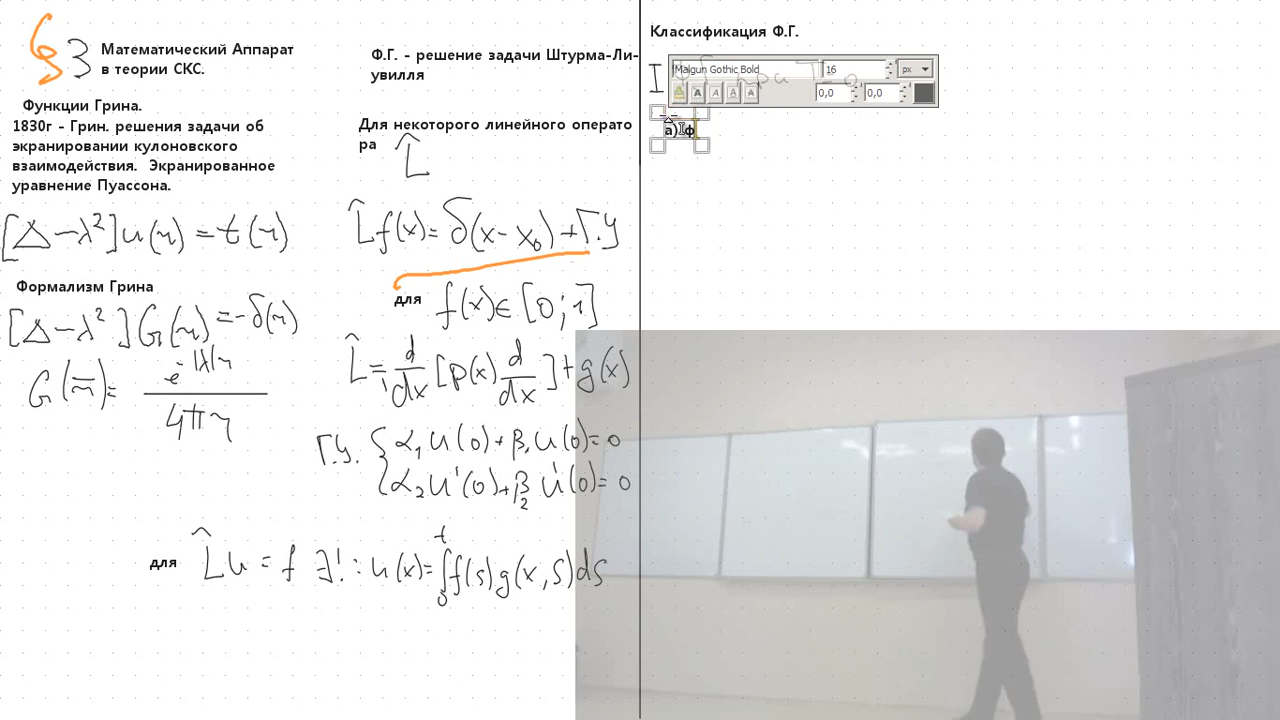 §3 Математический Аппарат
в теории СКС.
Функции Грина.
1830г - Грин. решения задачи об
экранировании кулоновского
взаимодействия. Экранированное
уравнение Пуассона.
[Δ-λ²]u(r)=t(r)
Формализм Грина
[Δ-λ²]G(r)=-δ(r)
G(r̄)= e^-|λ|r / 4πr
Ф.Г. - решение задачи Штурма-Ли-
увилля
Для некоторого линейного операто
ра L̂
L̂f(x)=δ(x-x₀)+Г.У
для f(x)∈[0;1]
L̂= d/dx [p(x) d/dx]+g(x)
Г.У. { α₁u(0)+β₁u(0)=0
α₂u'(0)+β₂u'(0)=0
для L̂u = f ∃!: u(x)=∫₀ᵗf(s)g(x,s)ds
Классификация Ф.Г.
I при T=0
Malgun Gothic Bold 16 px
A A A A 0,0 0,0
а) ф